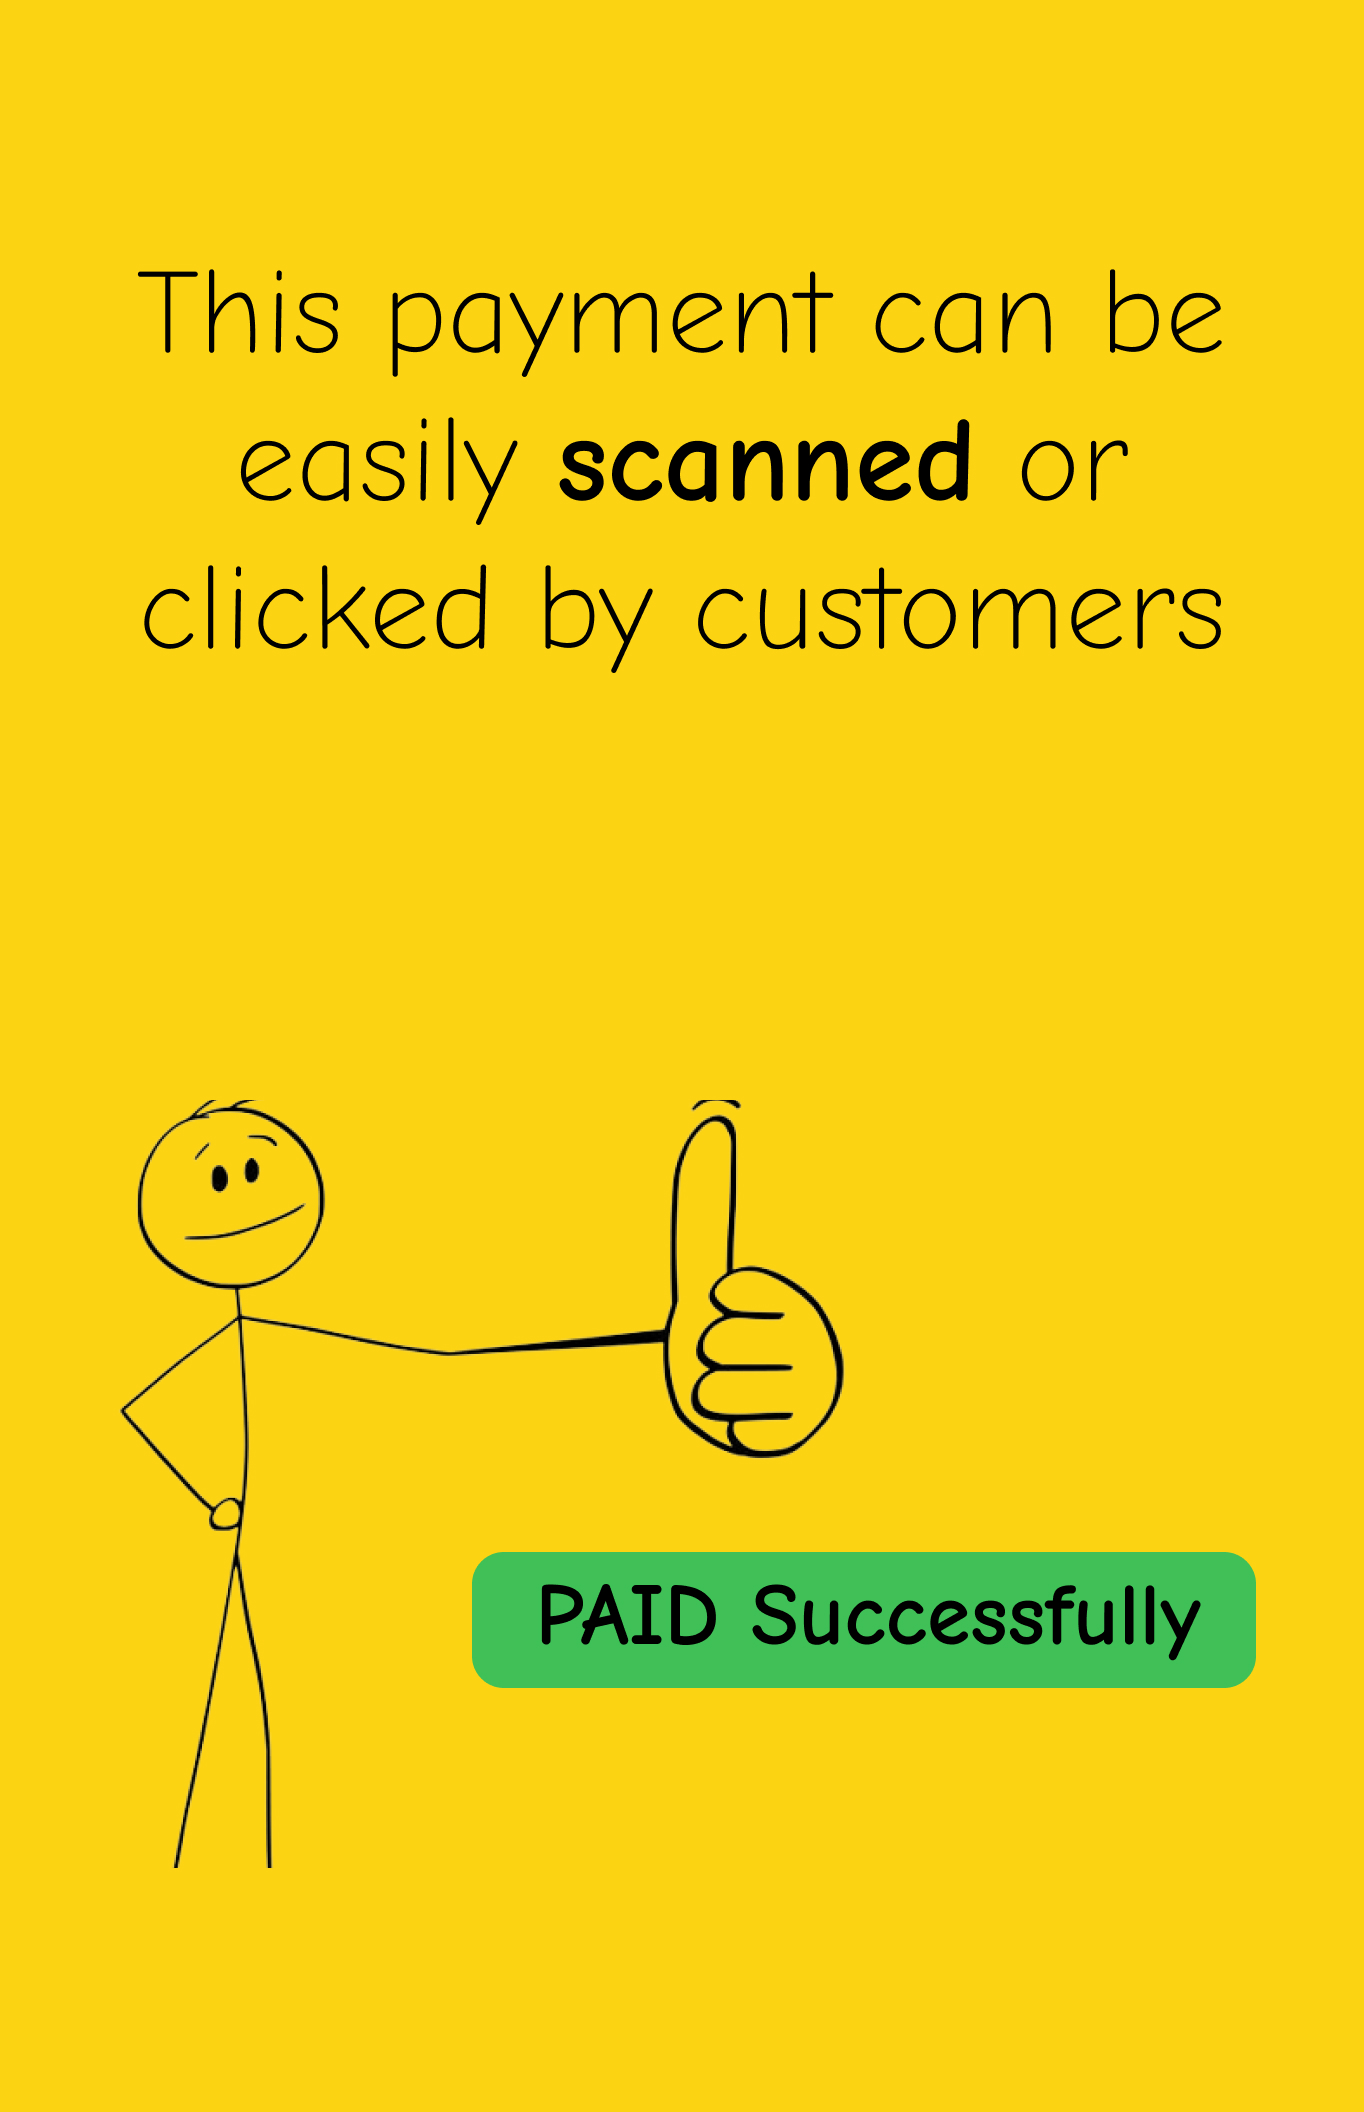 This payment can be
easily scanned or
clicked by customers
PAID Successfully